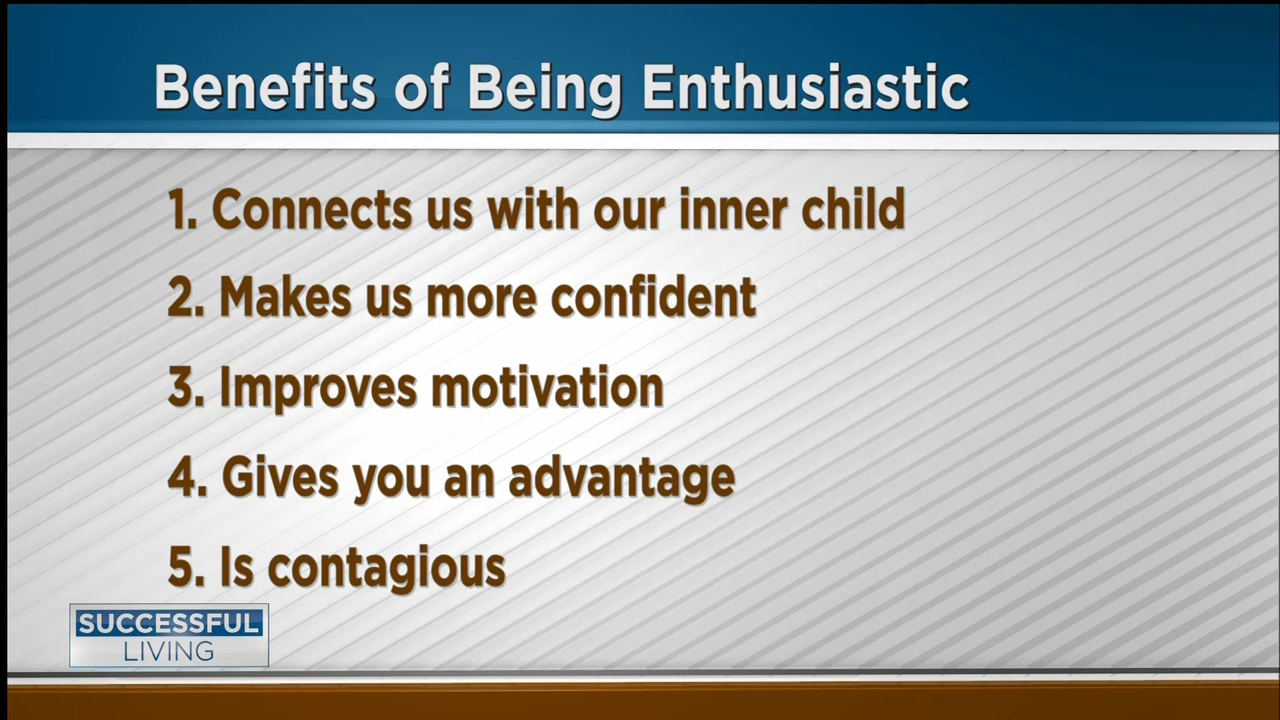 Benefits of Being Enthusiastic
1. Connects us with our inner child
2. Makes us more confident
3. Improves motivation
4. Gives you an advantage
5. Is contagious
SUCCESSFUL
LIVING